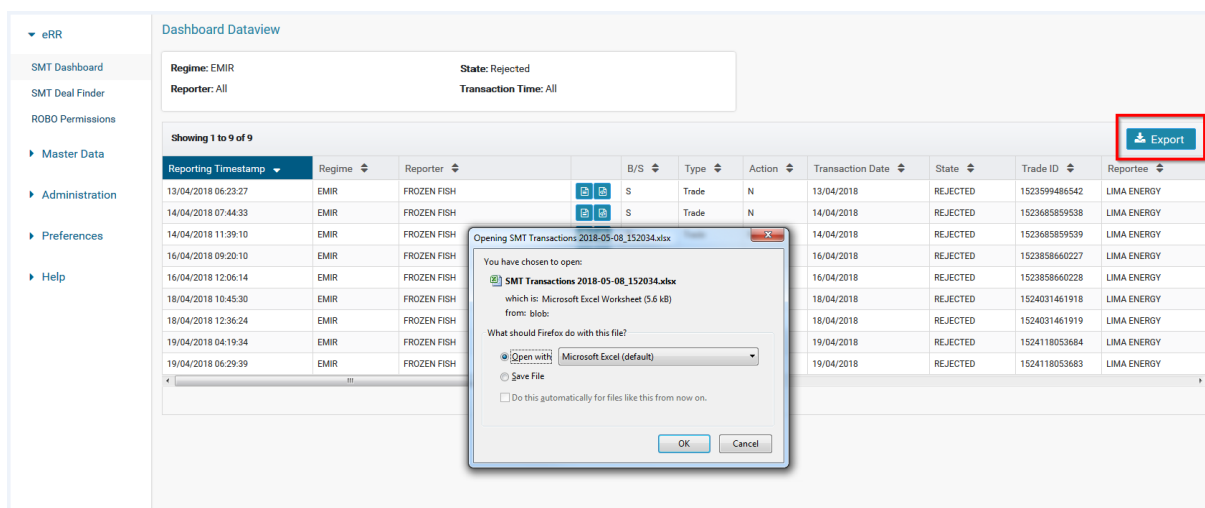 eRR
SMT Dashboard
SMT Deal Finder
ROBO Permissions
Master Data
Administration
Preferences
Help
Dashboard Dataview
Regime: EMIR State: Rejected
Reporter: All Transaction Time: All
Showing 1 to 9 of 9 Export
Reporting Timestamp Regime Reporter B/S Type Action Transaction Date State Trade ID Reportee
13/04/2018 06:23:27 EMIR FROZEN FISH S Trade N 13/04/2018 REJECTED 1523599486542 LIMA ENERGY
14/04/2018 07:44:33 EMIR FROZEN FISH S Trade N 14/04/2018 REJECTED 1523685859538 LIMA ENERGY
14/04/2018 11:39:10 EMIR FROZEN FISH 14/04/2018 REJECTED 1523685859539 LIMA ENERGY
16/04/2018 09:20:10 EMIR FROZEN FISH 16/04/2018 REJECTED 1523858660227 LIMA ENERGY
16/04/2018 12:06:14 EMIR FROZEN FISH 16/04/2018 REJECTED 1523858660228 LIMA ENERGY
18/04/2018 10:45:30 EMIR FROZEN FISH 18/04/2018 REJECTED 1524031461918 LIMA ENERGY
18/04/2018 12:36:24 EMIR FROZEN FISH 18/04/2018 REJECTED 1524031461919 LIMA ENERGY
19/04/2018 04:19:34 EMIR FROZEN FISH 19/04/2018 REJECTED 1524118053684 LIMA ENERGY
19/04/2018 06:29:39 EMIR FROZEN FISH 19/04/2018 REJECTED 1524118053683 LIMA ENERGY
Opening SMT Transactions 2018-05-08_152034.xlsx
You have chosen to open:
SMT Transactions 2018-05-08_152034.xlsx
which is: Microsoft Excel Worksheet (5.6 kB)
from: blob:
What should Firefox do with this file?
Open with Microsoft Excel (default)
Save File
Do this automatically for files like this from now on.
OK Cancel